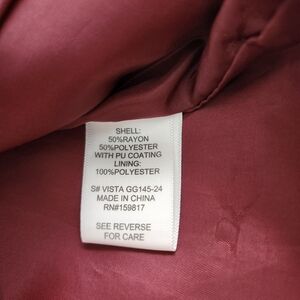 SHELL:
50%RAYON
50%POLYESTER
WITH PU COATING
LINING:
100%POLYESTER
S# VISTA GG145-24
MADE IN CHINA
RN#159817
SEE REVERSE
FOR CARE